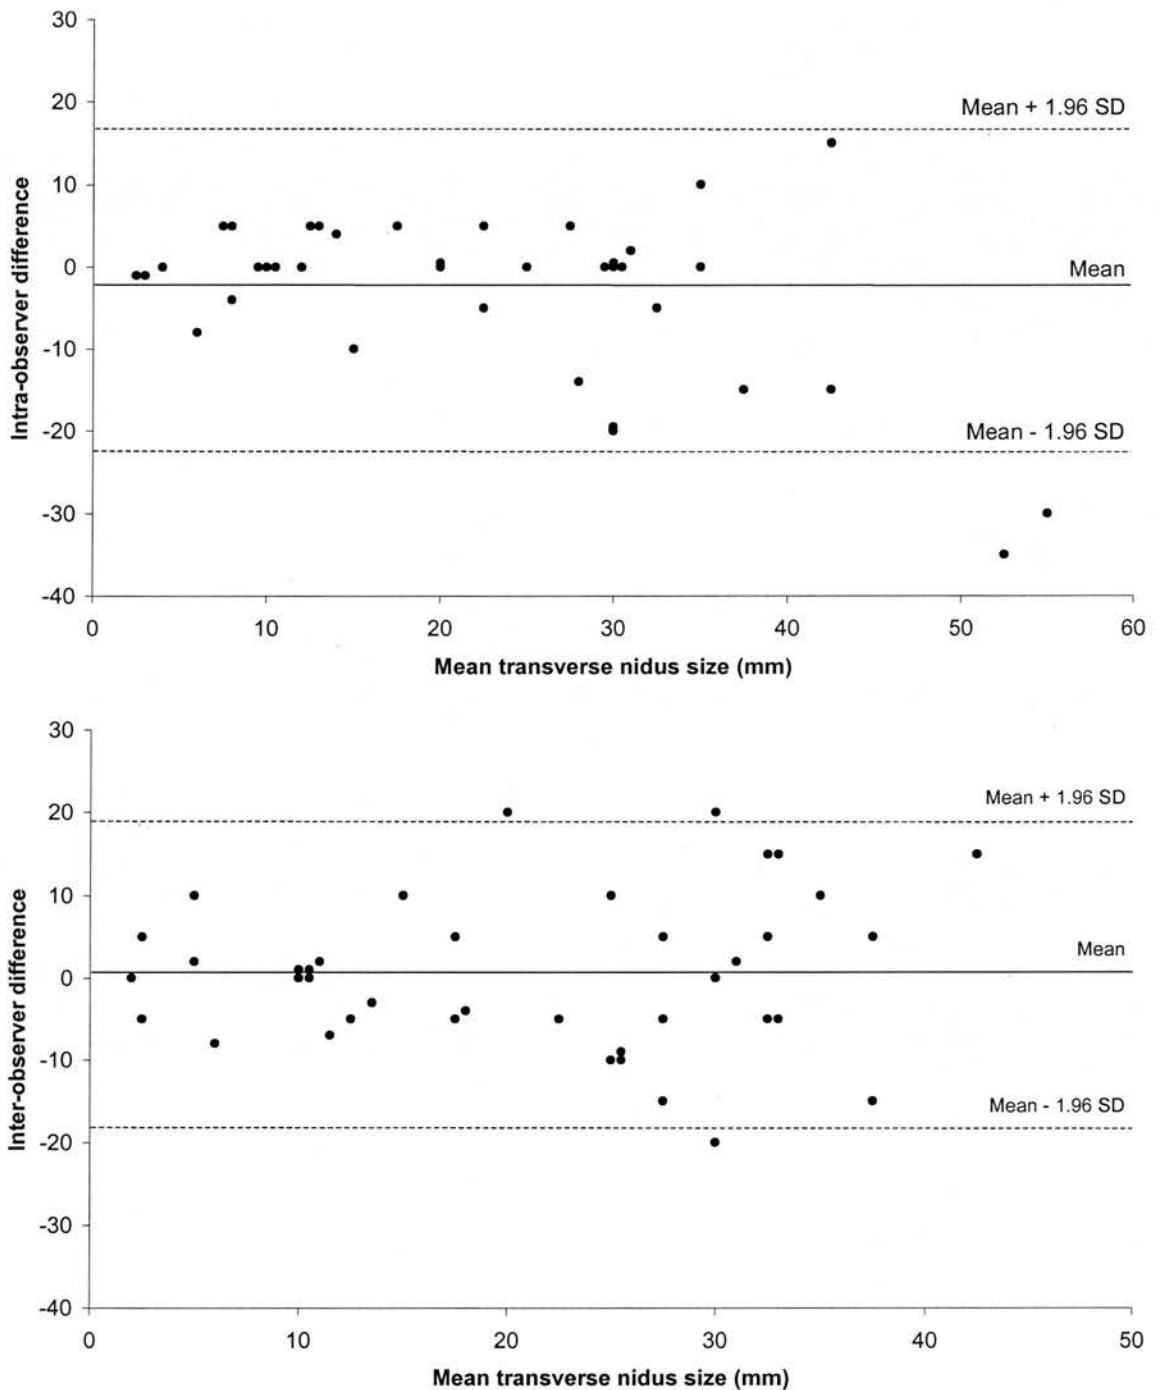 30
20
10
0
-10
-20
-30
-40
Intra-observer difference
Mean + 1.96 SD
Mean
Mean - 1.96 SD
0 10 20 30 40 50 60
Mean transverse nidus size (mm)
30
20
10
0
-10
-20
-30
-40
Inter-observer difference
Mean + 1.96 SD
Mean
Mean - 1.96 SD
0 10 20 30 40 50
Mean transverse nidus size (mm)